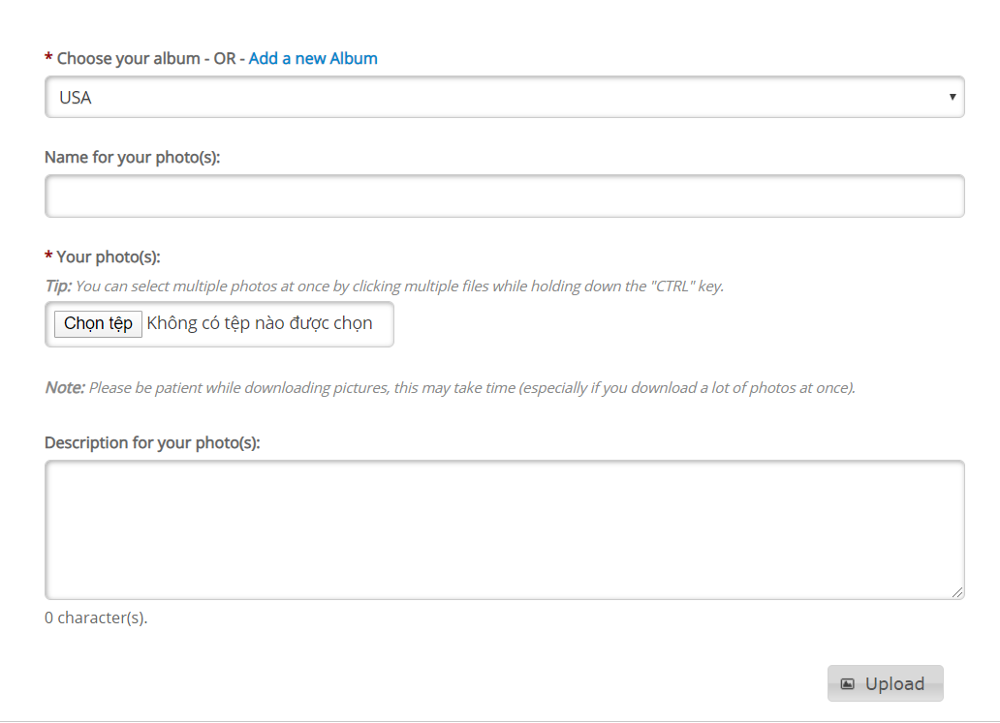 * Choose your album - OR - Add a new Album
USA
Name for your photo(s):
* Your photo(s):
Tip: You can select multiple photos at once by clicking multiple files while holding down the "CTRL" key.
Chọn tệp Không có tệp nào được chọn
Note: Please be patient while downloading pictures, this may take time (especially if you download a lot of photos at once).
Description for your photo(s):
0 character(s).
Upload